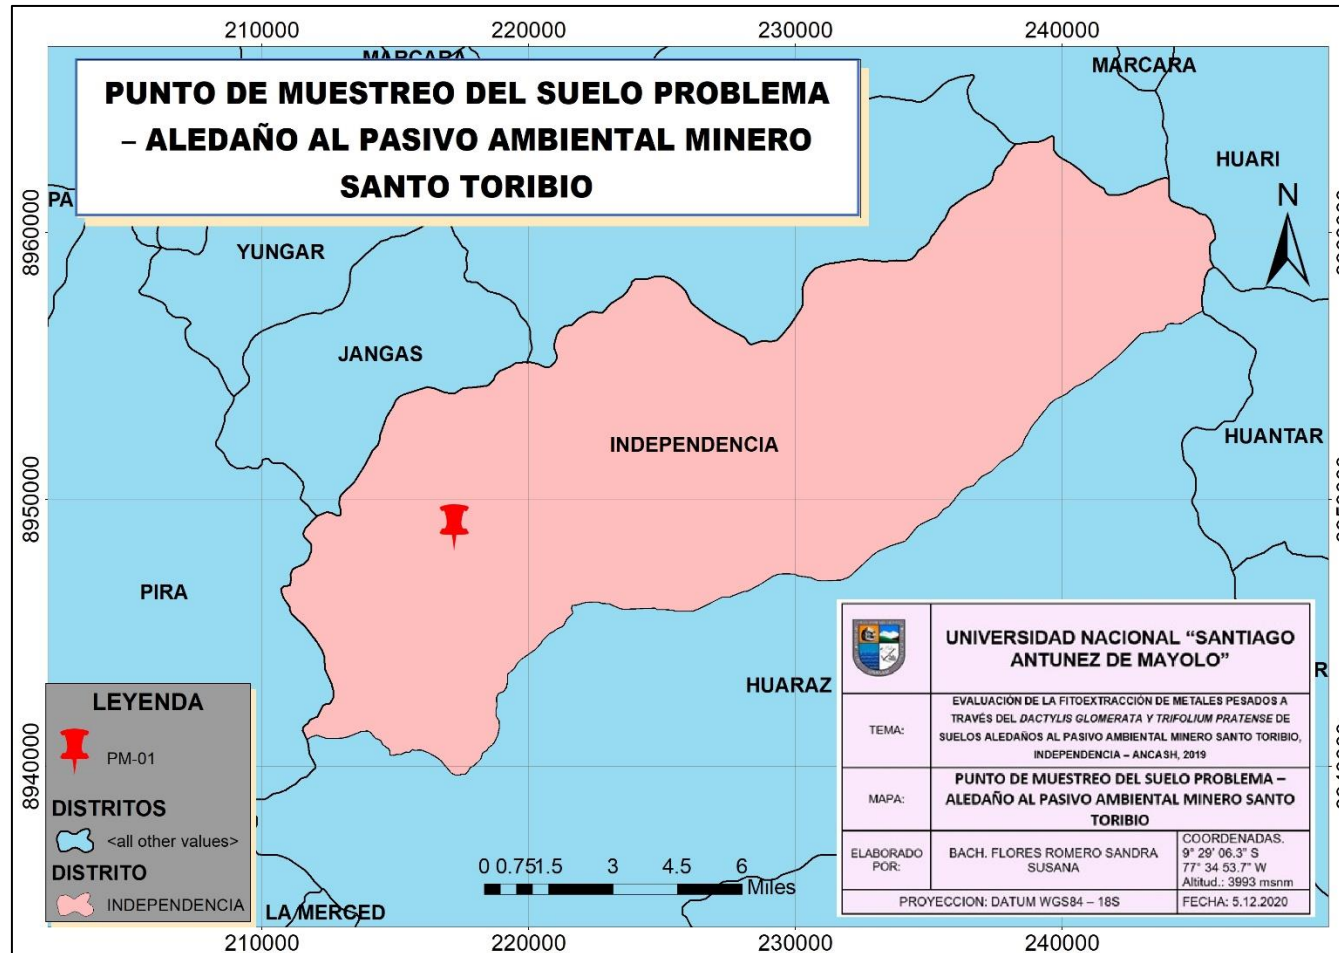 210000
220000
230000
240000
MARCARA
MARCARA
PUNTO DE MUESTREO DEL SUELO PROBLEMA
– ALEDAÑO AL PASIVO AMBIENTAL MINERO
SANTO TORIBIO
HUARI
N
PA
8960000
YUNGAR
JANGAS
INDEPENDENCIA
HUANTAR
8950000
PIRA
HUARAZ
8940000
LEYENDA
PM-01
DISTRITOS
<all other values>
DISTRITO
INDEPENDENCIA
LA MERCED
0 0.75 1.5 3 4.5 6
Miles
UNIVERSIDAD NACIONAL “SANTIAGO
ANTUNEZ DE MAYOLO”
TEMA:
EVALUACIÓN DE LA FITOEXTRACCIÓN DE METALES PESADOS A
TRAVÉS DEL DACTYLIS GLOMERATA Y TRIFOLIUM PRATENSE DE
SUELOS ALEDAÑOS AL PASIVO AMBIENTAL MINERO SANTO TORIBIO,
INDEPENDENCIA – ANCASH, 2019
MAPA:
PUNTO DE MUESTREO DEL SUELO PROBLEMA –
ALEDAÑO AL PASIVO AMBIENTAL MINERO SANTO
TORIBIO
ELABORADO
POR:
BACH. FLORES ROMERO SANDRA
SUSANA
COORDENADAS.
9° 29’ 06.3” S
77° 34 53.7” W
Altitud.: 3993 msnm
PROYECCION: DATUM WGS84 – 18S
FECHA: 5.12.2020
R
210000
220000
230000
240000